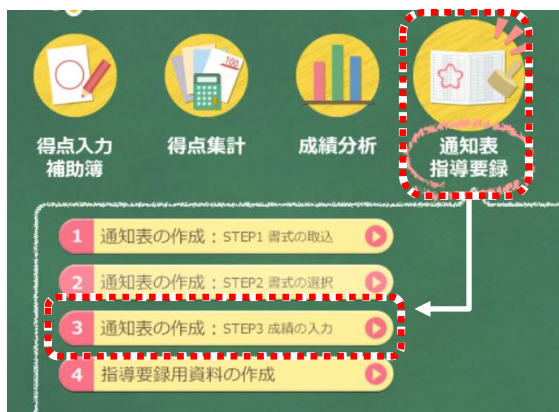 100
得点入力
補助簿
得点集計
成績分析
通知表
指導要録
1 通知表の作成：STEP1 書式の取込
2 通知表の作成：STEP2 書式の選択
3 通知表の作成：STEP3 成績の入力
4 指導要録用資料の作成